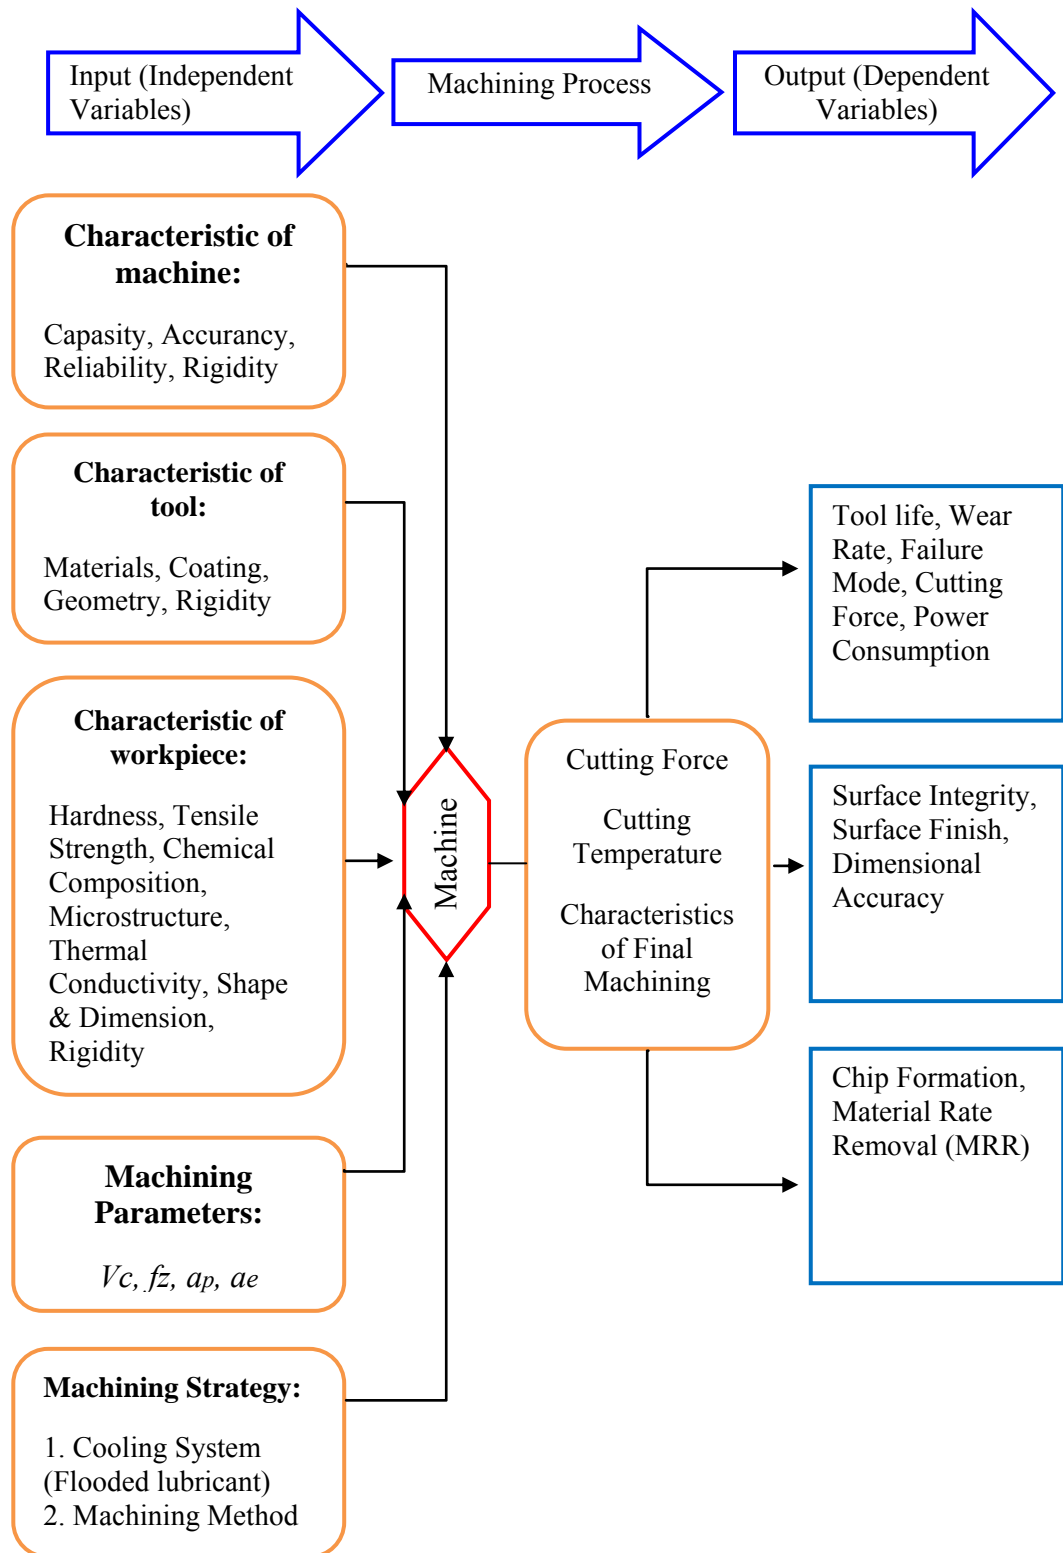 Input (Independent
Variables)
Machining Process
Output (Dependent
Variables)
Characteristic of
machine:
Capasity, Accurancy,
Reliability, Rigidity
Characteristic of
tool:
Materials, Coating,
Geometry, Rigidity
Characteristic of
workpiece:
Hardness, Tensile
Strength, Chemical
Composition,
Microstructure,
Thermal
Conductivity, Shape
& Dimension,
Rigidity
Machining
Parameters:
Vc, fz, ap, ae
Machining Strategy:
1. Cooling System
(Flooded lubricant)
2. Machining Method
Machine
Cutting Force
Cutting
Temperature
Characteristics
of Final
Machining
Tool life, Wear
Rate, Failure
Mode, Cutting
Force, Power
Consumption
Surface Integrity,
Surface Finish,
Dimensional
Accuracy
Chip Formation,
Material Rate
Removal (MRR)